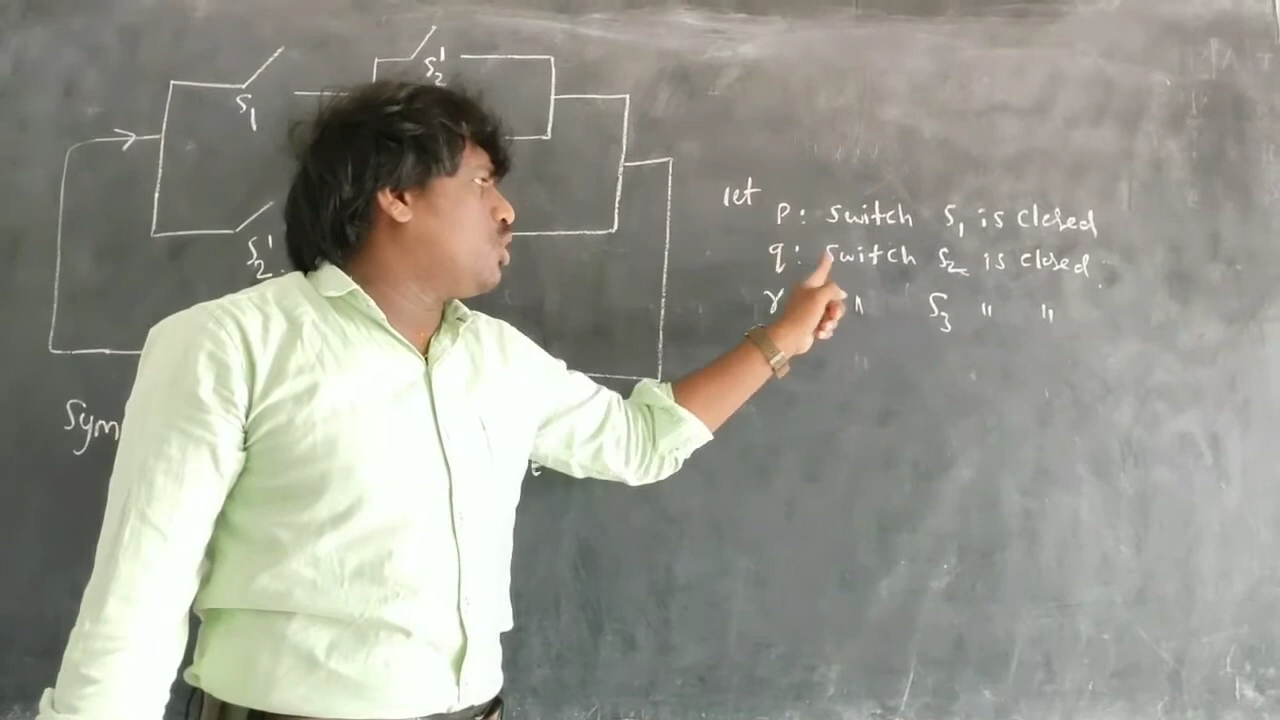 S1
S2'
S2'
let
p: switch S1 is closed
q: switch S2 is closed
r " S3 " "
Sym